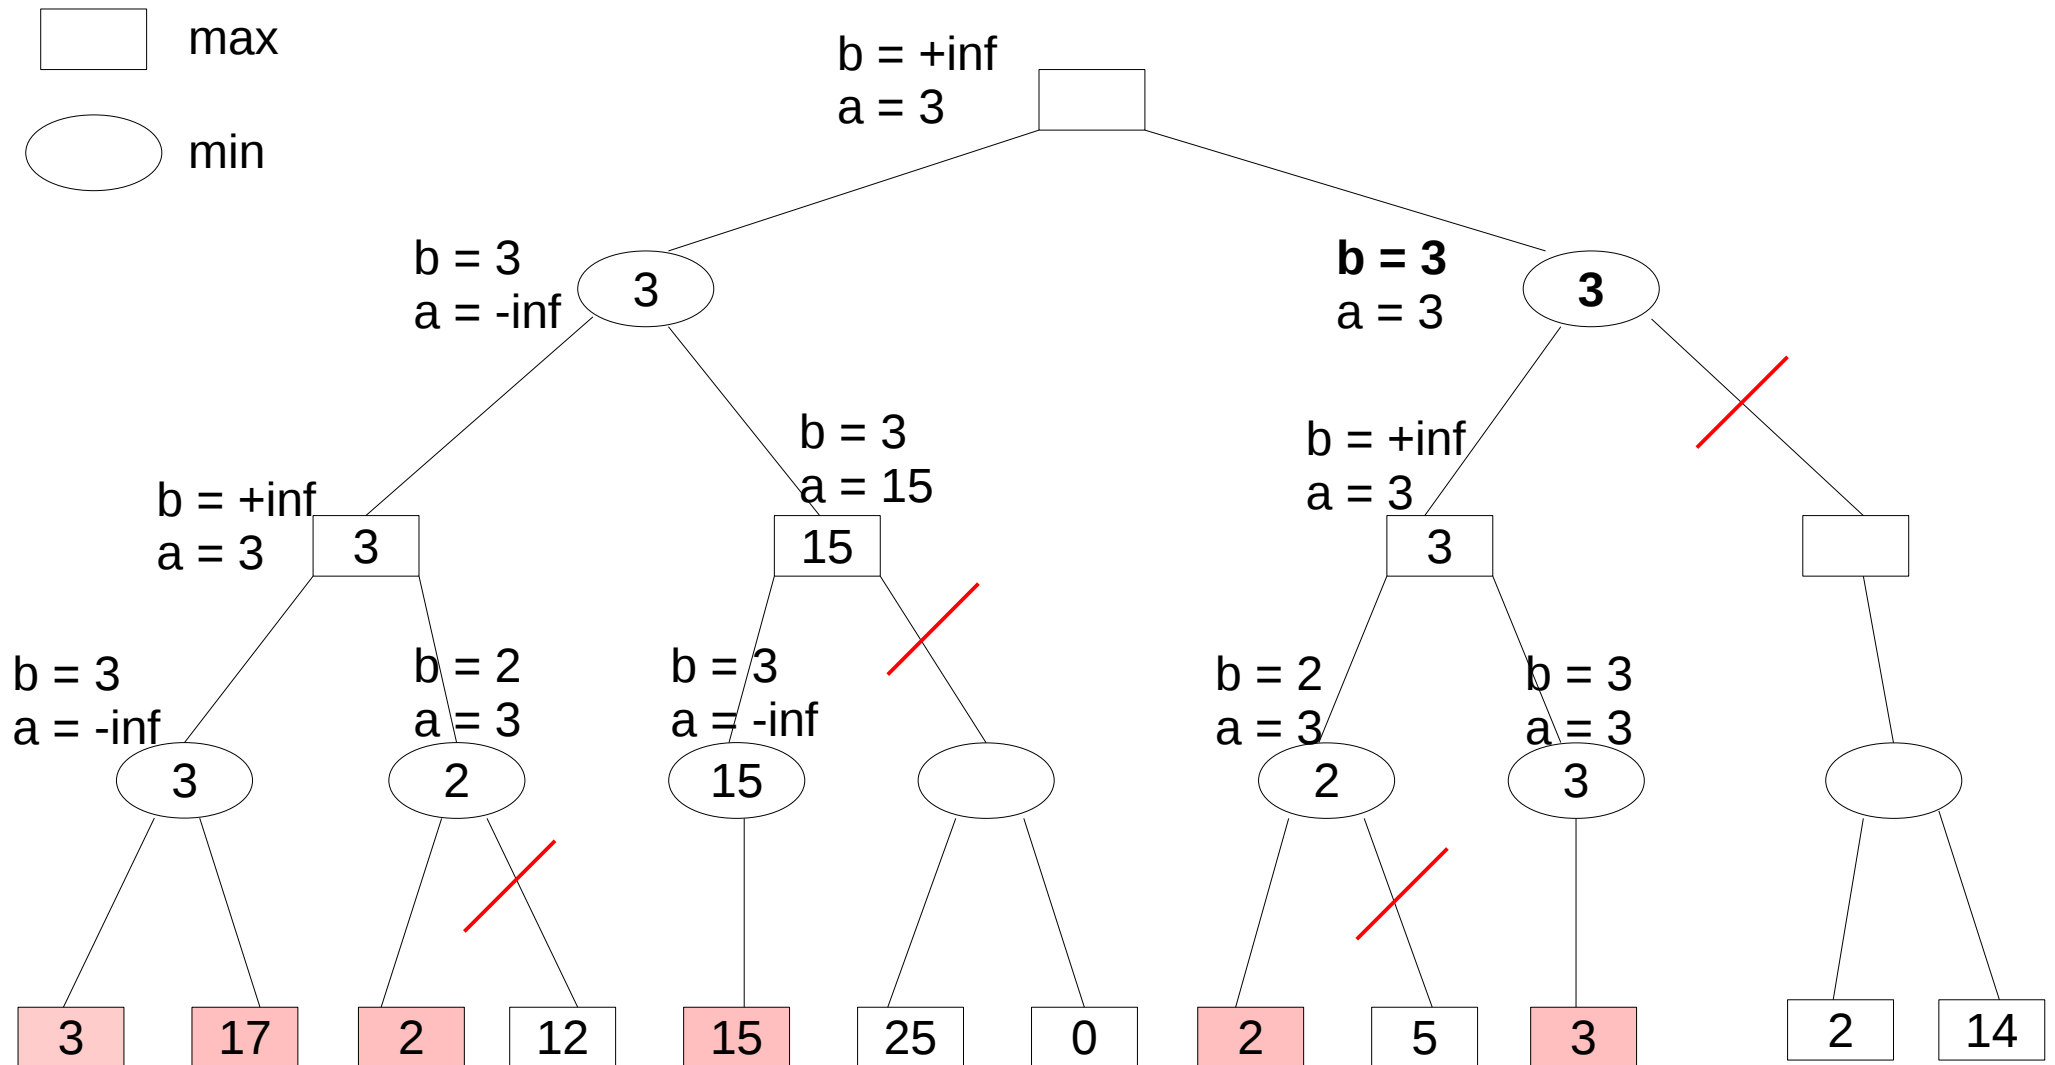 max
min
b = +inf
a = 3
b = 3
a = -inf
3
b = 3
a = 3
3
b = 3
a = 15
b = +inf
a = 3
b = +inf
a = 3
3
15
3
b = 3
a = -inf
b = 2
a = 3
b = 3
a = -inf
b = 2
a = 3
b = 3
a = 3
3
2
15
2
3
3
17
2
12
15
25
0
2
5
3
2
14